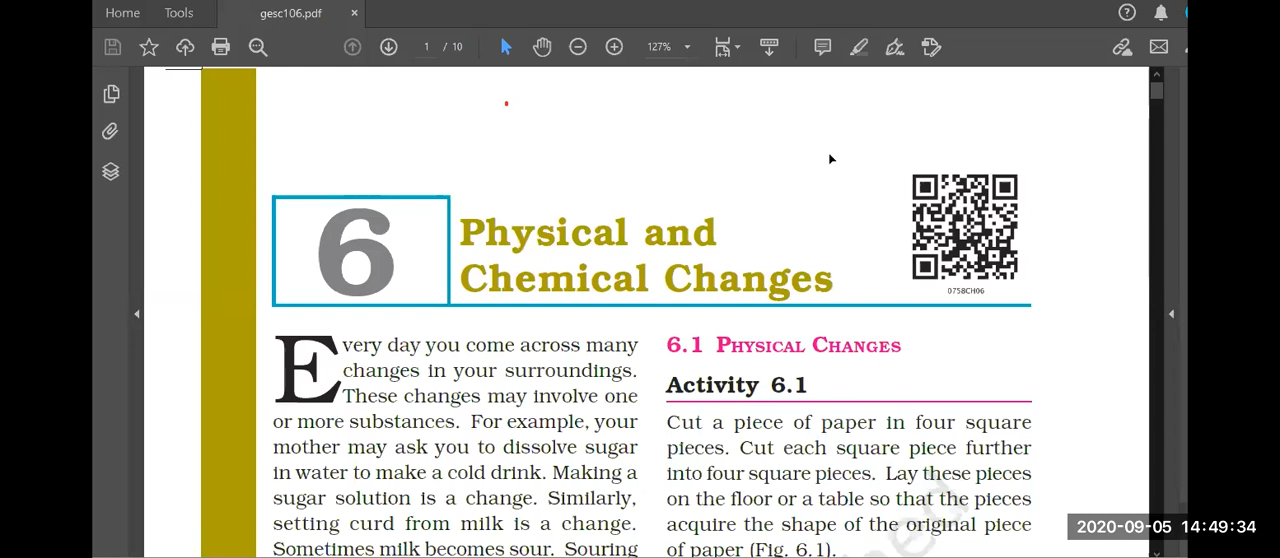 Home Tools gesc106.pdf ×
1 / 10 127%
6
Physical and
Chemical Changes
0758CH06
Every day you come across many
changes in your surroundings.
These changes may involve one
or more substances. For example, your
mother may ask you to dissolve sugar
in water to make a cold drink. Making a
sugar solution is a change. Similarly,
setting curd from milk is a change.
Sometimes milk becomes sour. Souring
6.1 PHYSICAL CHANGES
Activity 6.1
Cut a piece of paper in four square
pieces. Cut each square piece further
into four square pieces. Lay these pieces
on the floor or a table so that the pieces
acquire the shape of the original piece
of paper (Fig. 6.1).
2020-09-05 14:49:34